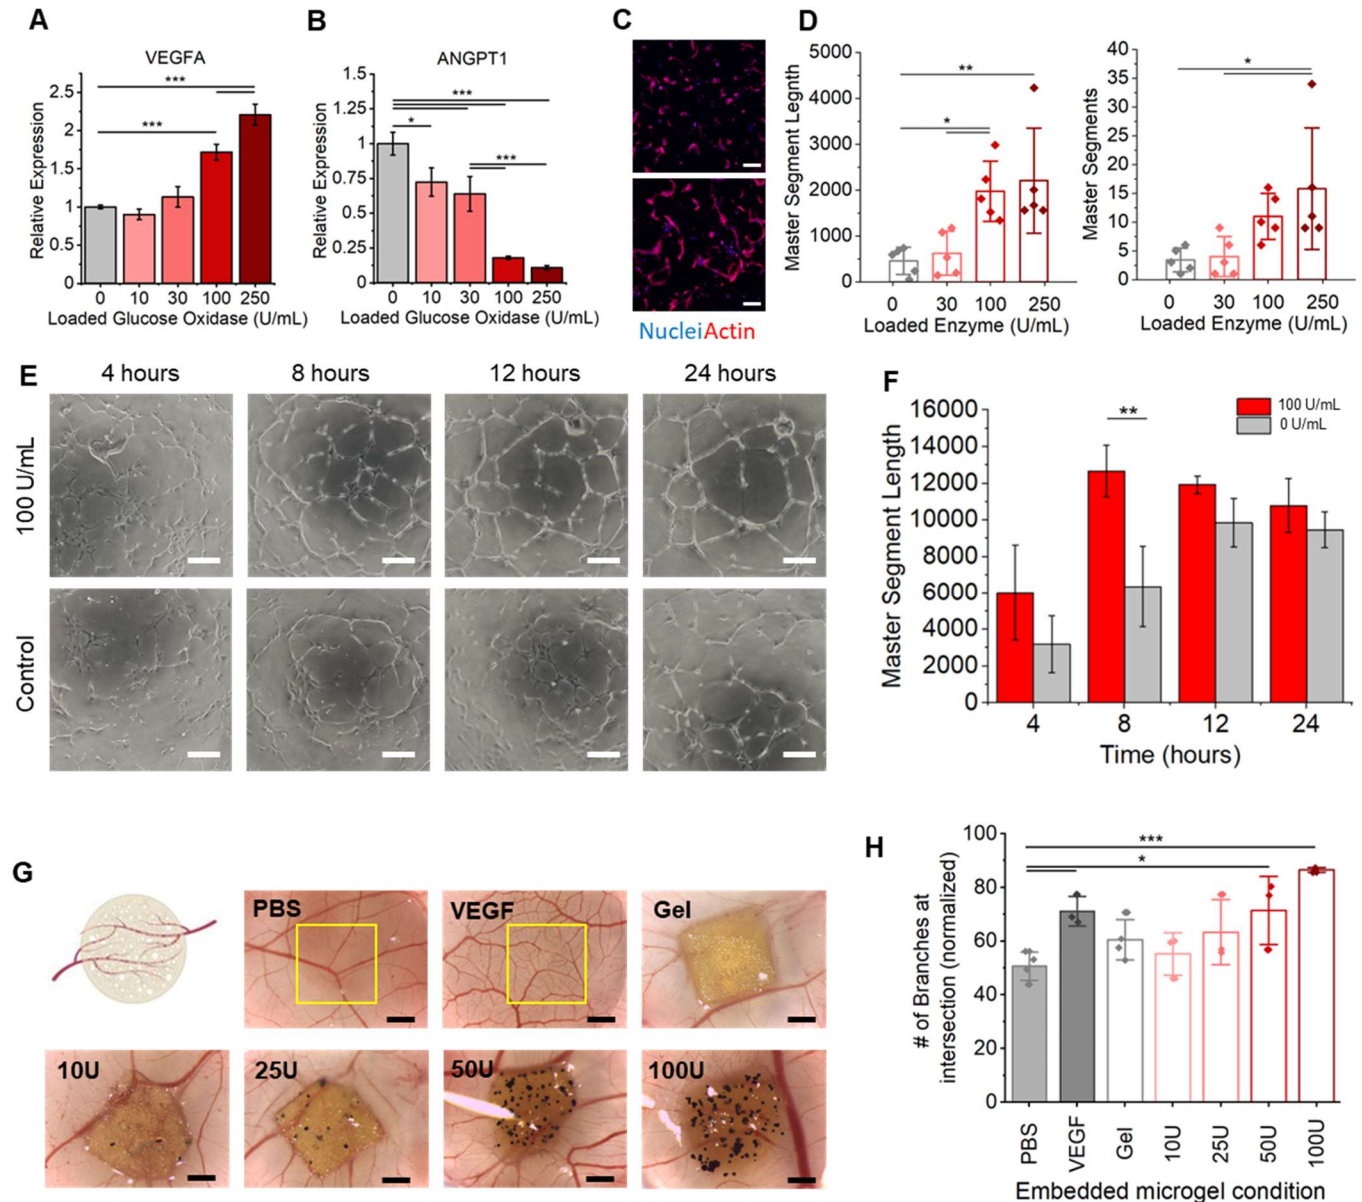 A
VEGFA
***
***
Relative Expression
2.5
2
1.5
1
0.5
0
0 10 30 100 250
Loaded Glucose Oxidase (U/mL)
B
ANGPT1
***
*
***
Relative Expression
1.5
1.25
1
0.75
0.5
0.25
0
0 10 30 100 250
Loaded Glucose Oxidase (U/mL)
C
NucleiActin
D
**
*
Master Segment Legnth
5000
4000
3000
2000
1000
0
0 30 100 250
Loaded Enzyme (U/mL)
*
Master Segments
40
35
30
25
20
15
10
5
0
0 30 100 250
Loaded Enzyme (U/mL)
E
4 hours 8 hours 12 hours 24 hours
100 U/mL
Control
F
100 U/mL
0 U/mL
**
Master Segment Length
16000
14000
12000
10000
8000
6000
4000
2000
0
4 8 12 24
Time (hours)
G
PBS VEGF Gel
10U 25U 50U 100U
H
***
*
# of Branches at
intersection (normalized)
100
80
60
40
20
0
PBS VEGF Gel 10U 25U 50U 100U
Embedded microgel condition